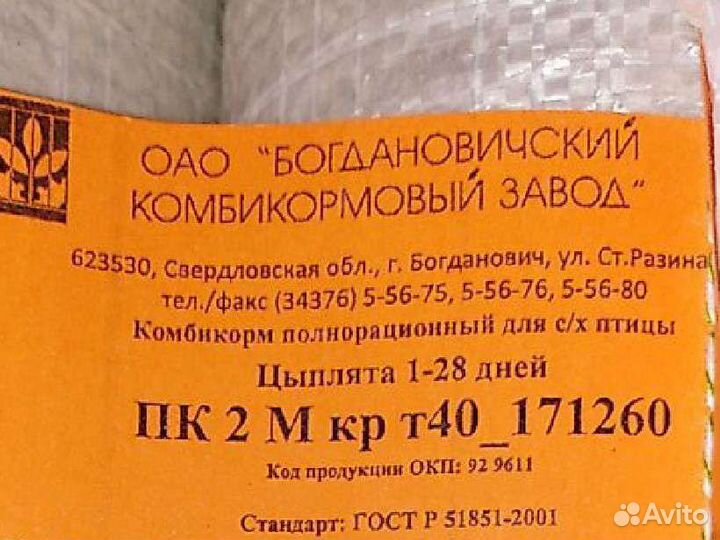 ОАО "БОГДАНОВИЧСКИЙ
КОМБИКОРМОВЫЙ ЗАВОД"
623530, Свердловская обл., г. Богданович, ул. Ст.Разина
тел./факс (34376) 5-56-75, 5-56-76, 5-56-80
Комбикорм полнорационный для с/х птицы
Цыплята 1-28 дней
ПК 2 М кр т40_171260
Код продукции ОКП: 92 9611
Стандарт: ГОСТ Р 51851-2001
Avito